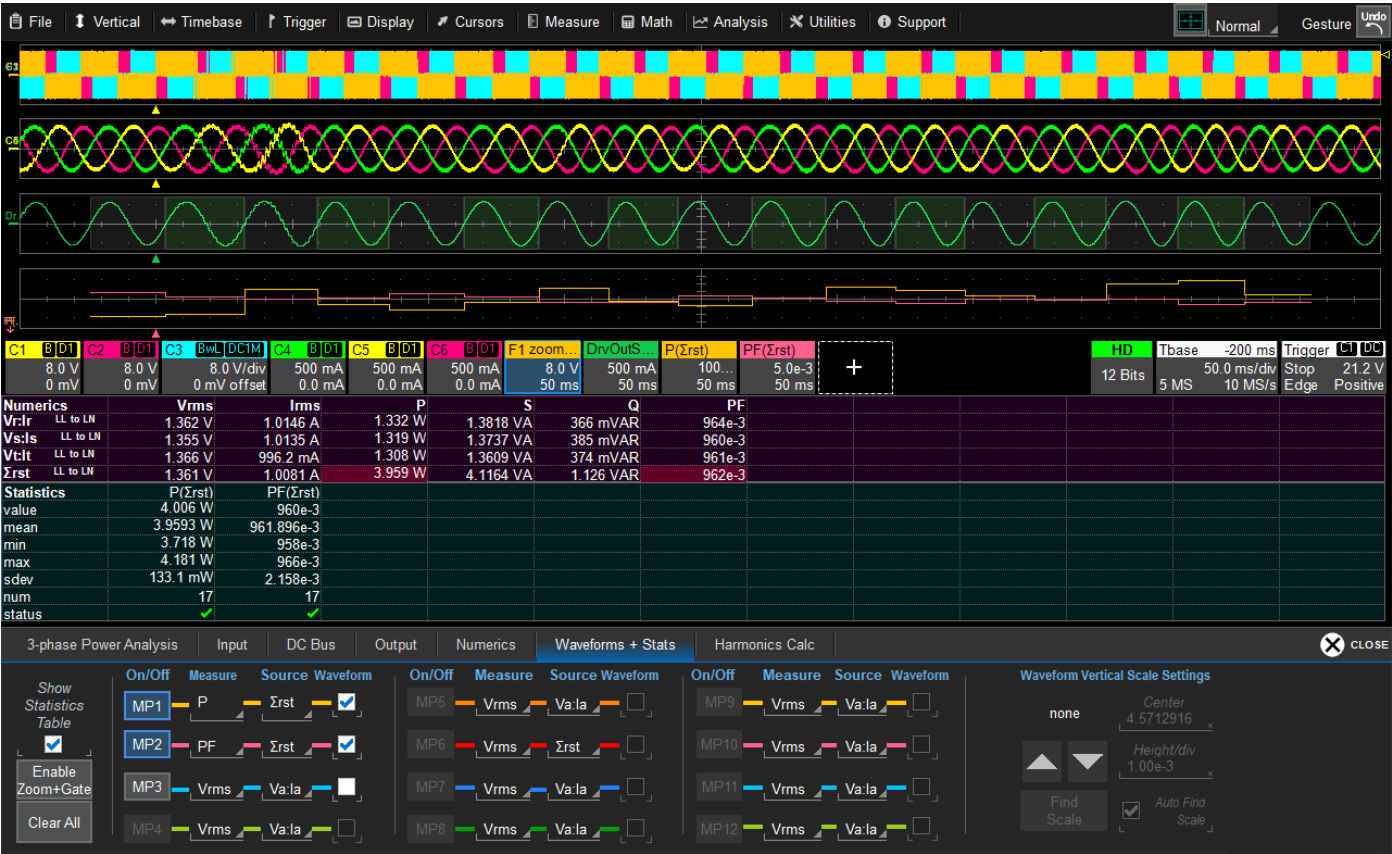 File Vertical Timebase Trigger Display Cursors Measure Math Analysis Utilities Support Normal Gesture Undo
C3
C6
Dr.
C1 B D1 C2 B D1 C3 BwL DC1M C4 B D1 C5 B D1 C6 B D1 F1 zoom... DrvOutS... P(Σrst) PF(Σrst) HD Tbase -200 ms Trigger C1 DC
8.0 V 8.0 V 8.0 V/div 500 mA 500 mA 500 mA 8.0 V 500 mA 100... 5.0e-3 + 12 Bits 50.0 ms/div Stop 21.2 V
0 mV 0 mV 0 mV offset 0.0 mA 0.0 mA 0.0 mA 50 ms 50 ms 50 ms 50 ms 5 MS 10 MS/s Edge Positive
Numerics Vrms Irms P S Q PF
Vr:Ir LL to LN 1.362 V 1.0146 A 1.332 W 1.3818 VA 366 mVAR 964e-3
Vs:Is LL to LN 1.355 V 1.0135 A 1.319 W 1.3737 VA 385 mVAR 960e-3
Vt:It LL to LN 1.366 V 996.2 mA 1.308 W 1.3609 VA 374 mVAR 961e-3
Σrst LL to LN 1.361 V 1.0081 A 3.959 W 4.1164 VA 1.126 VAR 962e-3
Statistics P(Σrst) PF(Σrst)
value 4.006 W 960e-3
mean 3.9593 W 961.896e-3
min 3.718 W 958e-3
max 4.181 W 966e-3
sdev 133.1 mW 2.158e-3
num 17 17
status
3-phase Power Analysis Input DC Bus Output Numerics Waveforms + Stats Harmonics Calc CLOSE
On/Off Measure Source Waveform On/Off Measure Source Waveform On/Off Measure Source Waveform Waveform Vertical Scale Settings
Show Statistics Table
MP1 P Σrst MP5 Vrms Va:Ia MP9 Vrms Va:Ia none Center 4.5712916
MP2 PF Σrst MP6 Vrms Σrst MP10 Vrms Va:Ia Height/div 1.00e-3
Enable Zoom+Gate
MP3 Vrms Va:Ia MP7 Vrms Va:Ia MP11 Vrms Va:Ia
Clear All
MP4 Vrms Va:Ia MP8 Vrms Va:Ia MP12 Vrms Va:Ia Find Scale Auto Find Scale